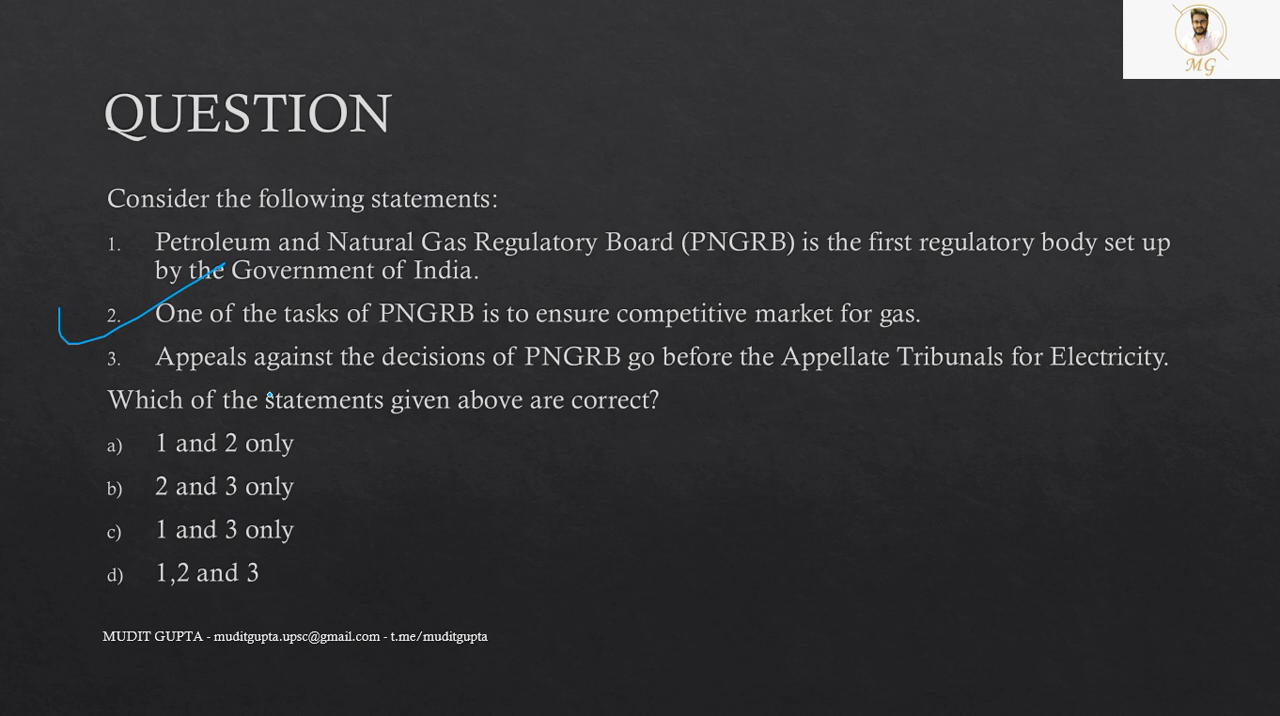 MG
QUESTION
Consider the following statements:
1. Petroleum and Natural Gas Regulatory Board (PNGRB) is the first regulatory body set up
by the Government of India.
2. One of the tasks of PNGRB is to ensure competitive market for gas.
3. Appeals against the decisions of PNGRB go before the Appellate Tribunals for Electricity.
Which of the statements given above are correct?
a) 1 and 2 only
b) 2 and 3 only
c) 1 and 3 only
d) 1,2 and 3
MUDIT GUPTA - muditgupta.upsc@gmail.com - t.me/muditgupta